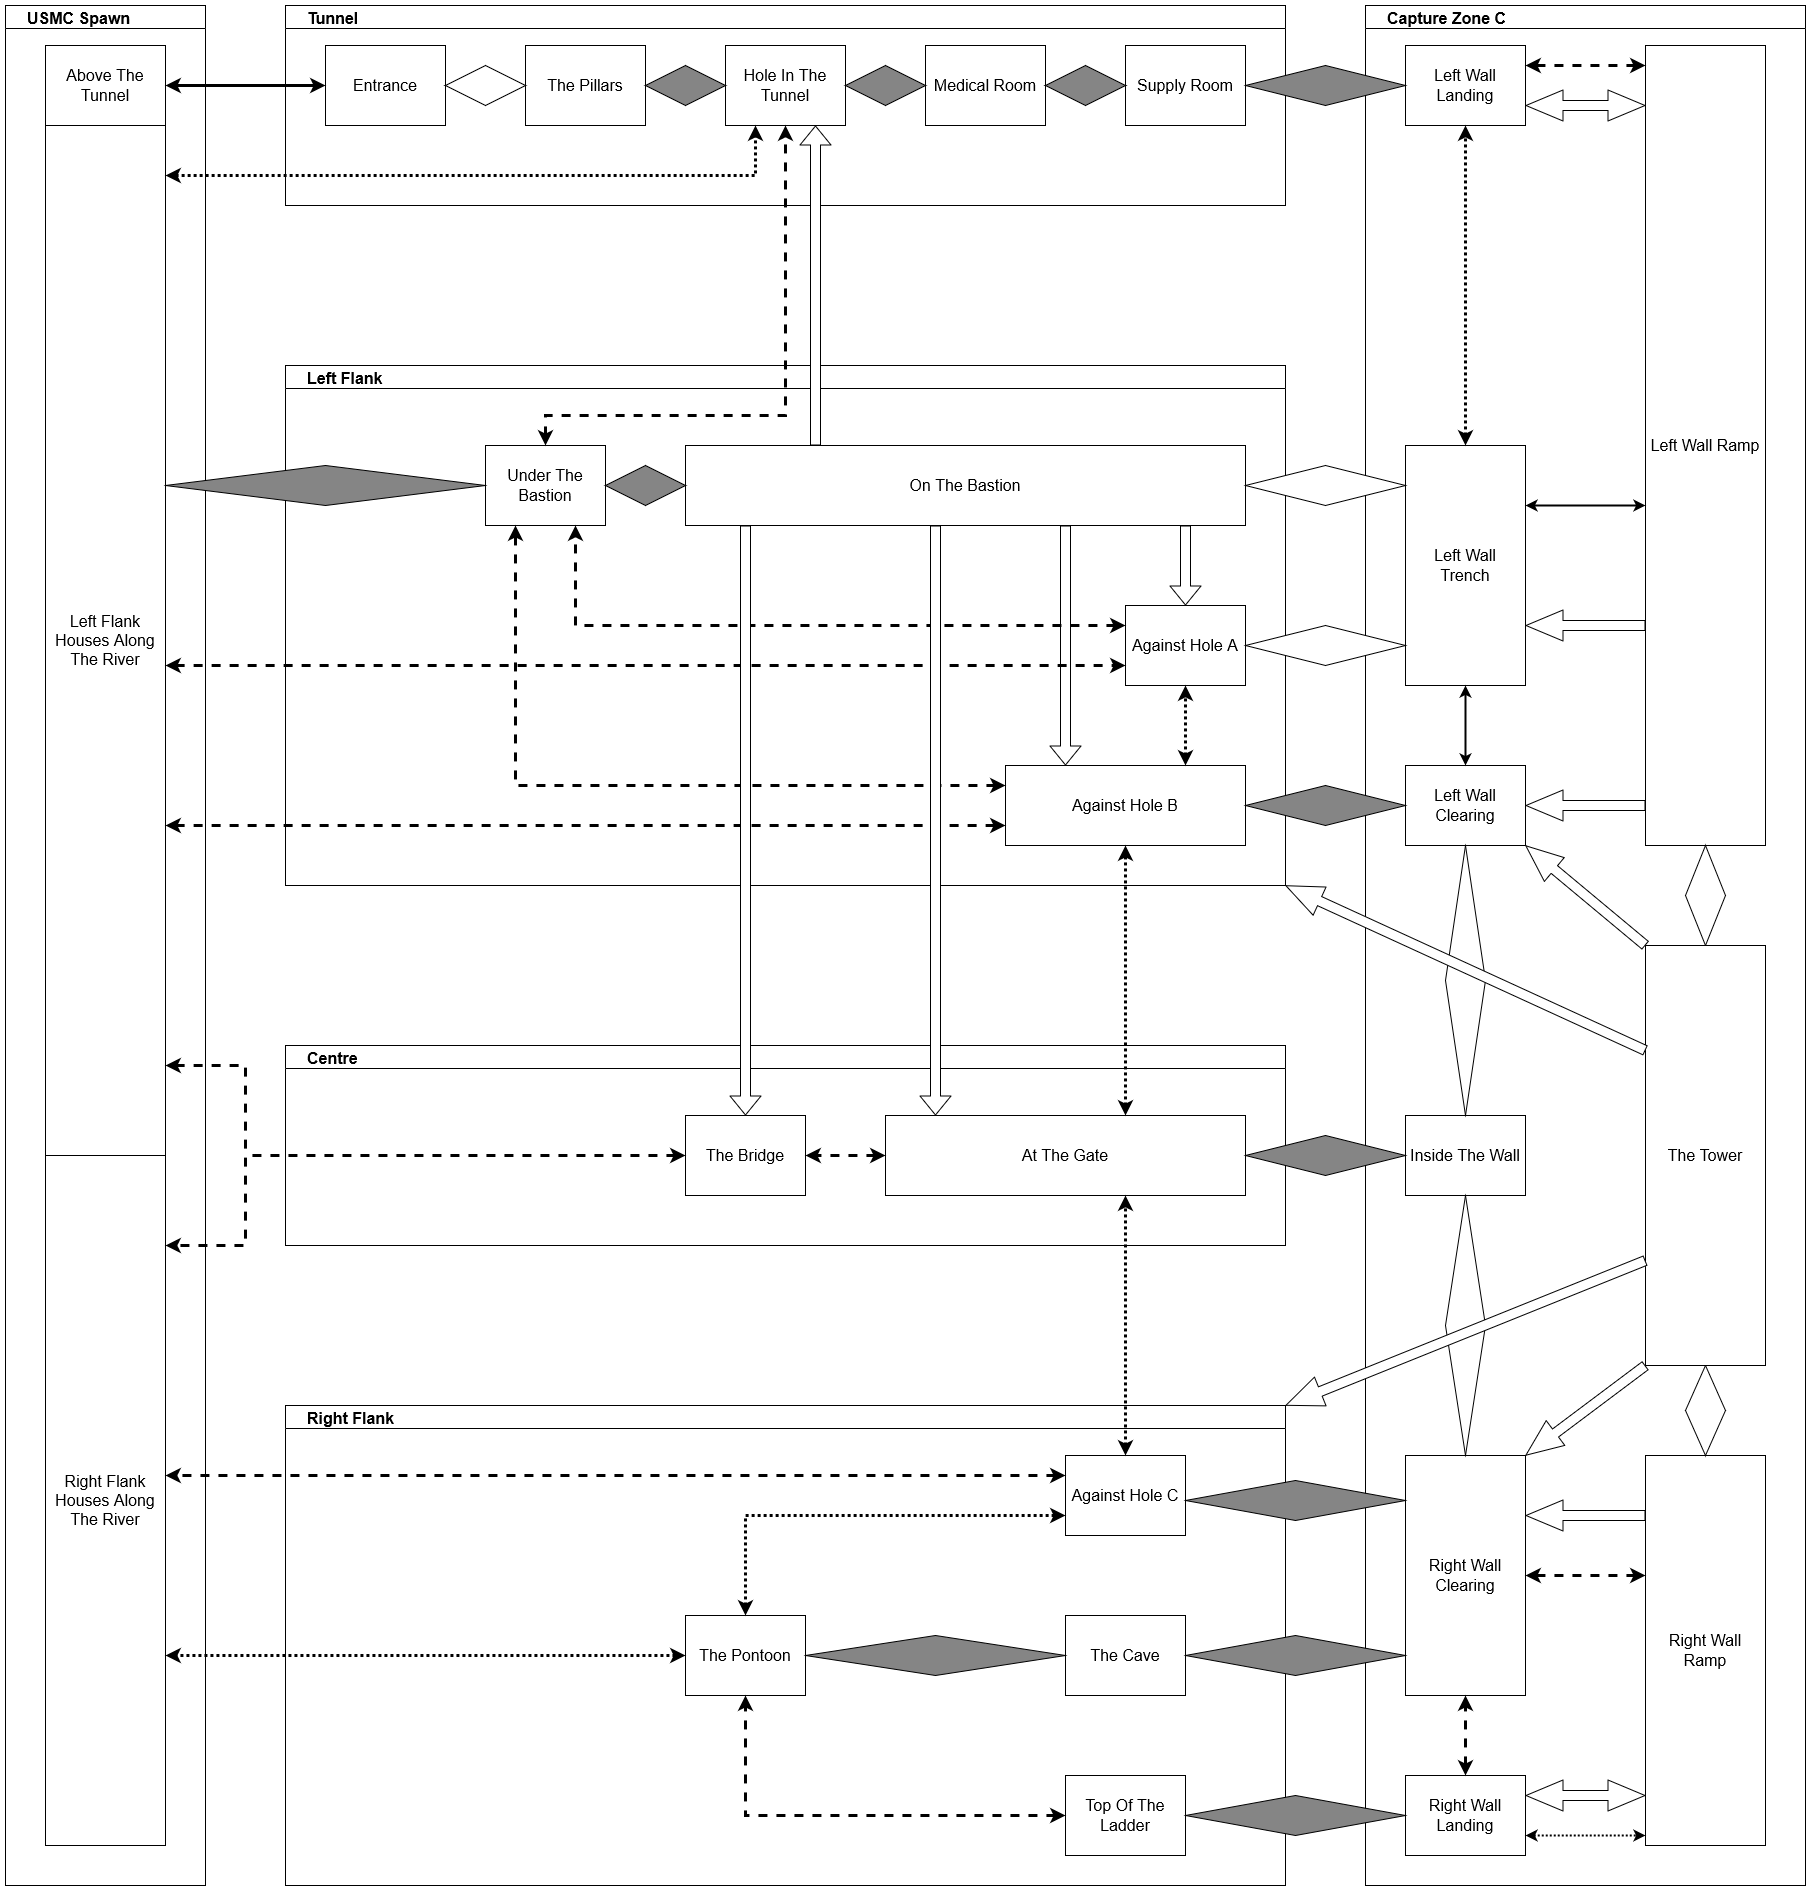 USMC Spawn
Tunnel
Capture Zone C
Above The
Tunnel
Entrance
The Pillars
Hole In The
Tunnel
Medical Room
Supply Room
Left Wall
Landing
Left Flank
Under The
Bastion
On The Bastion
Left Wall Ramp
Left Wall
Trench
Left Flank
Houses Along
The River
Against Hole A
Against Hole B
Left Wall
Clearing
Centre
The Bridge
At The Gate
Inside The Wall
The Tower
Right Flank
Right Flank
Houses Along
The River
Against Hole C
Right Wall
Clearing
The Pontoon
The Cave
Right Wall
Ramp
Top Of The
Ladder
Right Wall
Landing